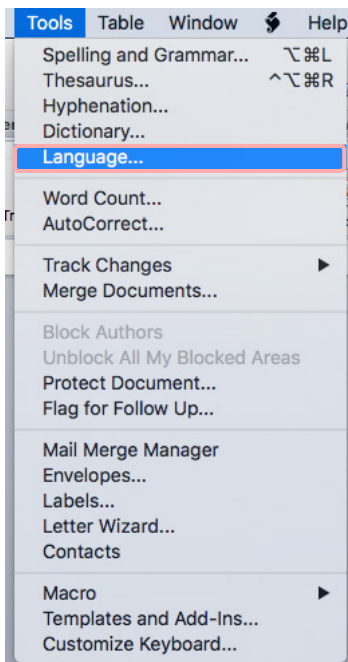 Tools Table Window Help
Spelling and Grammar... ⌥⌘L
Thesaurus... ^⌥⌘R
Hyphenation...
Dictionary...
Language...
Word Count...
AutoCorrect...
Track Changes
Merge Documents...
Block Authors
Unblock All My Blocked Areas
Protect Document...
Flag for Follow Up...
Mail Merge Manager
Envelopes...
Labels...
Letter Wizard...
Contacts
Macro
Templates and Add-Ins...
Customize Keyboard...